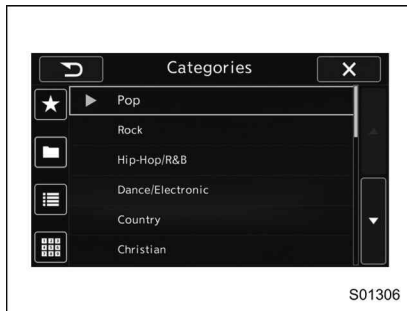 Categories
Pop
Rock
Hip-Hop/R&B
Dance/Electronic
Country
Christian
S01306